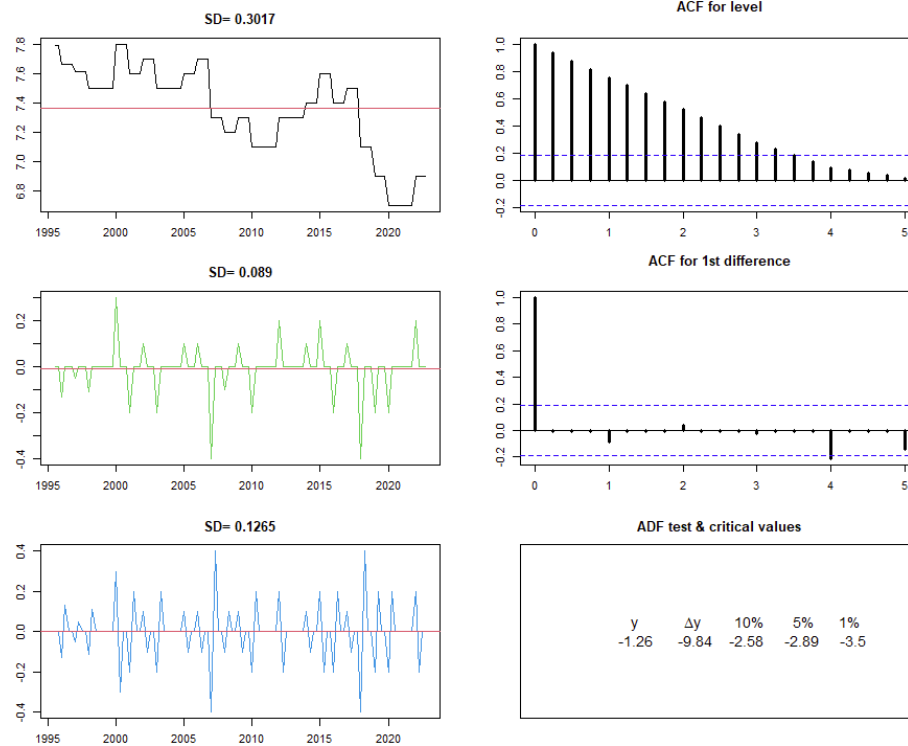 SD= 0.3017
7.8
7.6
7.4
7.2
7.0
6.8
1995 2000 2005 2010 2015 2020
ACF for level
1.0
0.8
0.6
0.4
0.2
0.0
-0.2
0 1 2 3 4 5
SD= 0.089
0.2
0.0
-0.2
-0.4
1995 2000 2005 2010 2015 2020
ACF for 1st difference
1.0
0.8
0.6
0.4
0.2
0.0
-0.2
0 1 2 3 4 5
SD= 0.1265
0.4
0.2
0.0
-0.2
-0.4
1995 2000 2005 2010 2015 2020
ADF test & critical values
y Δy 10% 5% 1%
-1.26 -9.84 -2.58 -2.89 -3.5